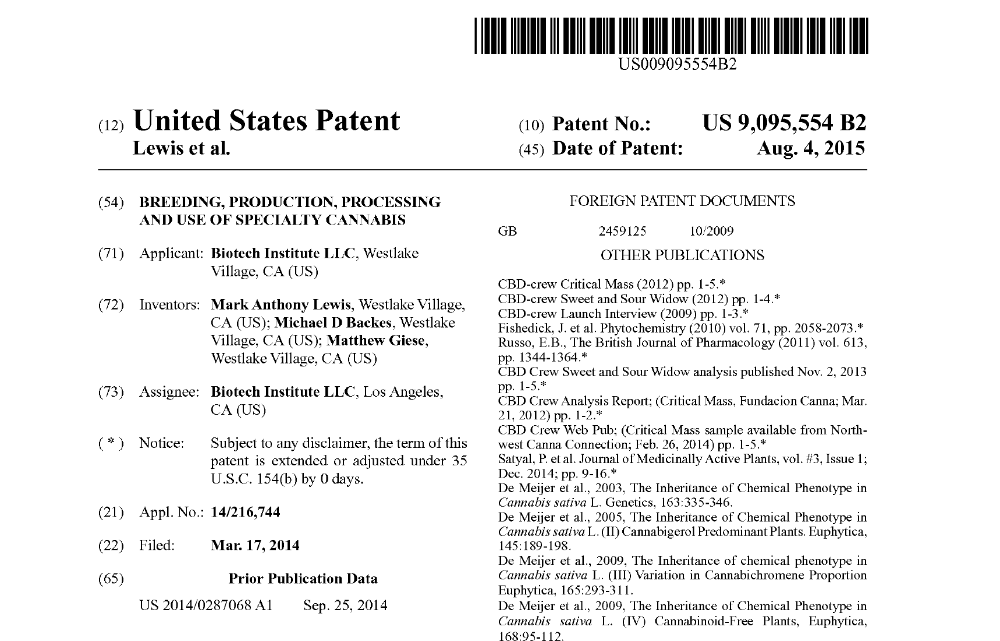 US009095554B2
(12) United States Patent
Lewis et al.
(10) Patent No.: US 9,095,554 B2
(45) Date of Patent: Aug. 4, 2015
(54) BREEDING, PRODUCTION, PROCESSING
AND USE OF SPECIALTY CANNABIS
(71) Applicant: Biotech Institute LLC, Westlake
Village, CA (US)
(72) Inventors: Mark Anthony Lewis, Westlake Village,
CA (US); Michael D Backes, Westlake
Village, CA (US); Matthew Giese,
Westlake Village, CA (US)
(73) Assignee: Biotech Institute LLC, Los Angeles,
CA (US)
( * ) Notice: Subject to any disclaimer, the term of this
patent is extended or adjusted under 35
U.S.C. 154(b) by 0 days.
(21) Appl. No.: 14/216,744
(22) Filed: Mar. 17, 2014
(65) Prior Publication Data
US 2014/0287068 A1 Sep. 25, 2014
FOREIGN PATENT DOCUMENTS
GB 2459125 10/2009
OTHER PUBLICATIONS
CBD-crew Critical Mass (2012) pp. 1-5.*
CBD-crew Sweet and Sour Widow (2012) pp. 1-4.*
CBD-crew Launch Interview (2009) pp. 1-3.*
Fishedick, J. et al. Phytochemistry (2010) vol. 71, pp. 2058-2073.*
Russo, E.B., The British Journal of Pharmacology (2011) vol. 613,
pp. 1344-1364.*
CBD Crew Sweet and Sour Widow analysis published Nov. 2, 2013
pp. 1-5.*
CBD Crew Analysis Report; (Critical Mass, Fundacion Canna; Mar.
21, 2012) pp. 1-2.*
CBD Crew Web Pub; (Critical Mass sample available from North-
west Canna Connection; Feb. 26, 2014) pp. 1-5.*
Satyal, P. et al. Journal of Medicinally Active Plants, vol. #3, Issue 1;
Dec. 2014; pp. 9-16.*
De Meijer et al., 2003, The Inheritance of Chemical Phenotype in
Cannabis sativa L. Genetics, 163:335-346.
De Meijer et al., 2005, The Inheritance of Chemical Phenotype in
Cannabis sativa L. (II) Cannabigerol Predominant Plants. Euphytica,
145:189-198.
De Meijer et al., 2009, The Inheritance of chemical phenotype in
Cannabis sativa L. (III) Variation in Cannabichromene Proportion
Euphytica, 165:293-311.
De Meijer et al., 2009, The Inheritance of Chemical Phenotype in
Cannabis sativa L. (IV) Cannabinoid-Free Plants, Euphytica,
168:95-112.